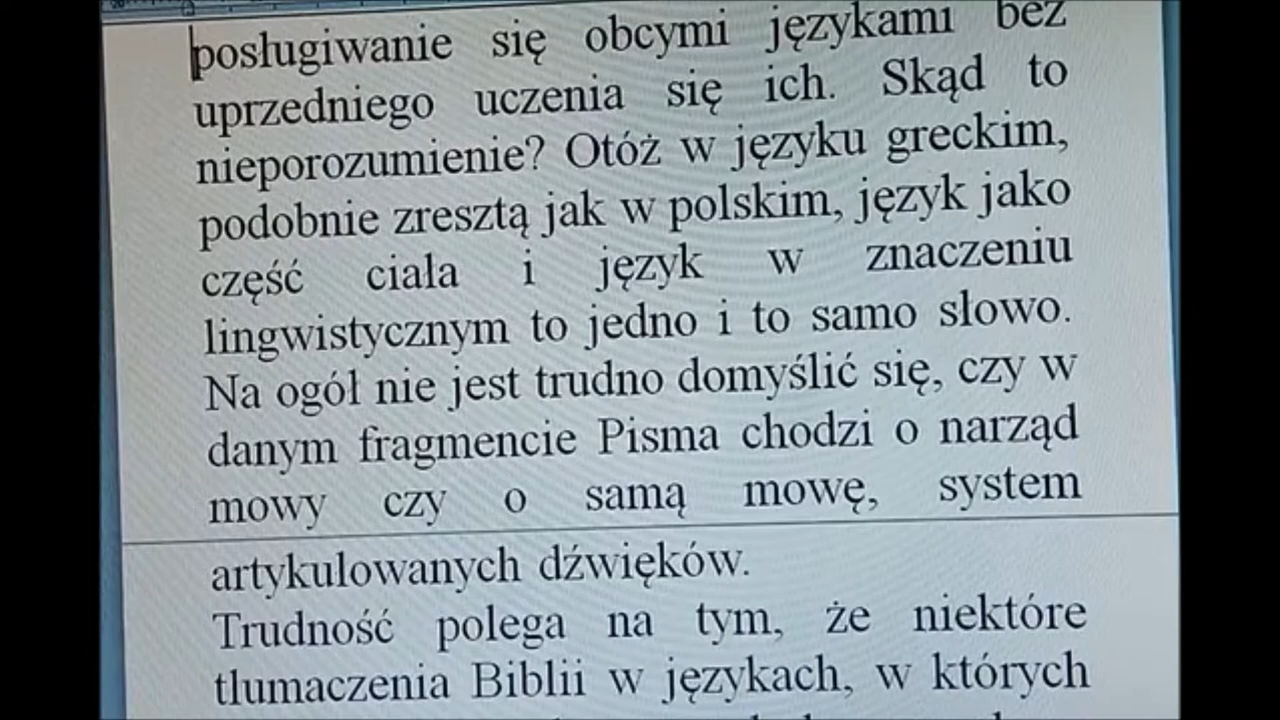 posługiwanie się obcymi językami bez
uprzedniego uczenia się ich. Skąd to
nieporozumienie? Otóż w języku greckim,
podobnie zresztą jak w polskim, język jako
część ciała i język w znaczeniu
lingwistycznym to jedno i to samo słowo.
Na ogół nie jest trudno domyślić się, czy w
danym fragmencie Pisma chodzi o narząd
mowy czy o samą mowę, system
artykułowanych dźwięków.
Trudność polega na tym, że niektóre
tłumaczenia Biblii w językach, w których